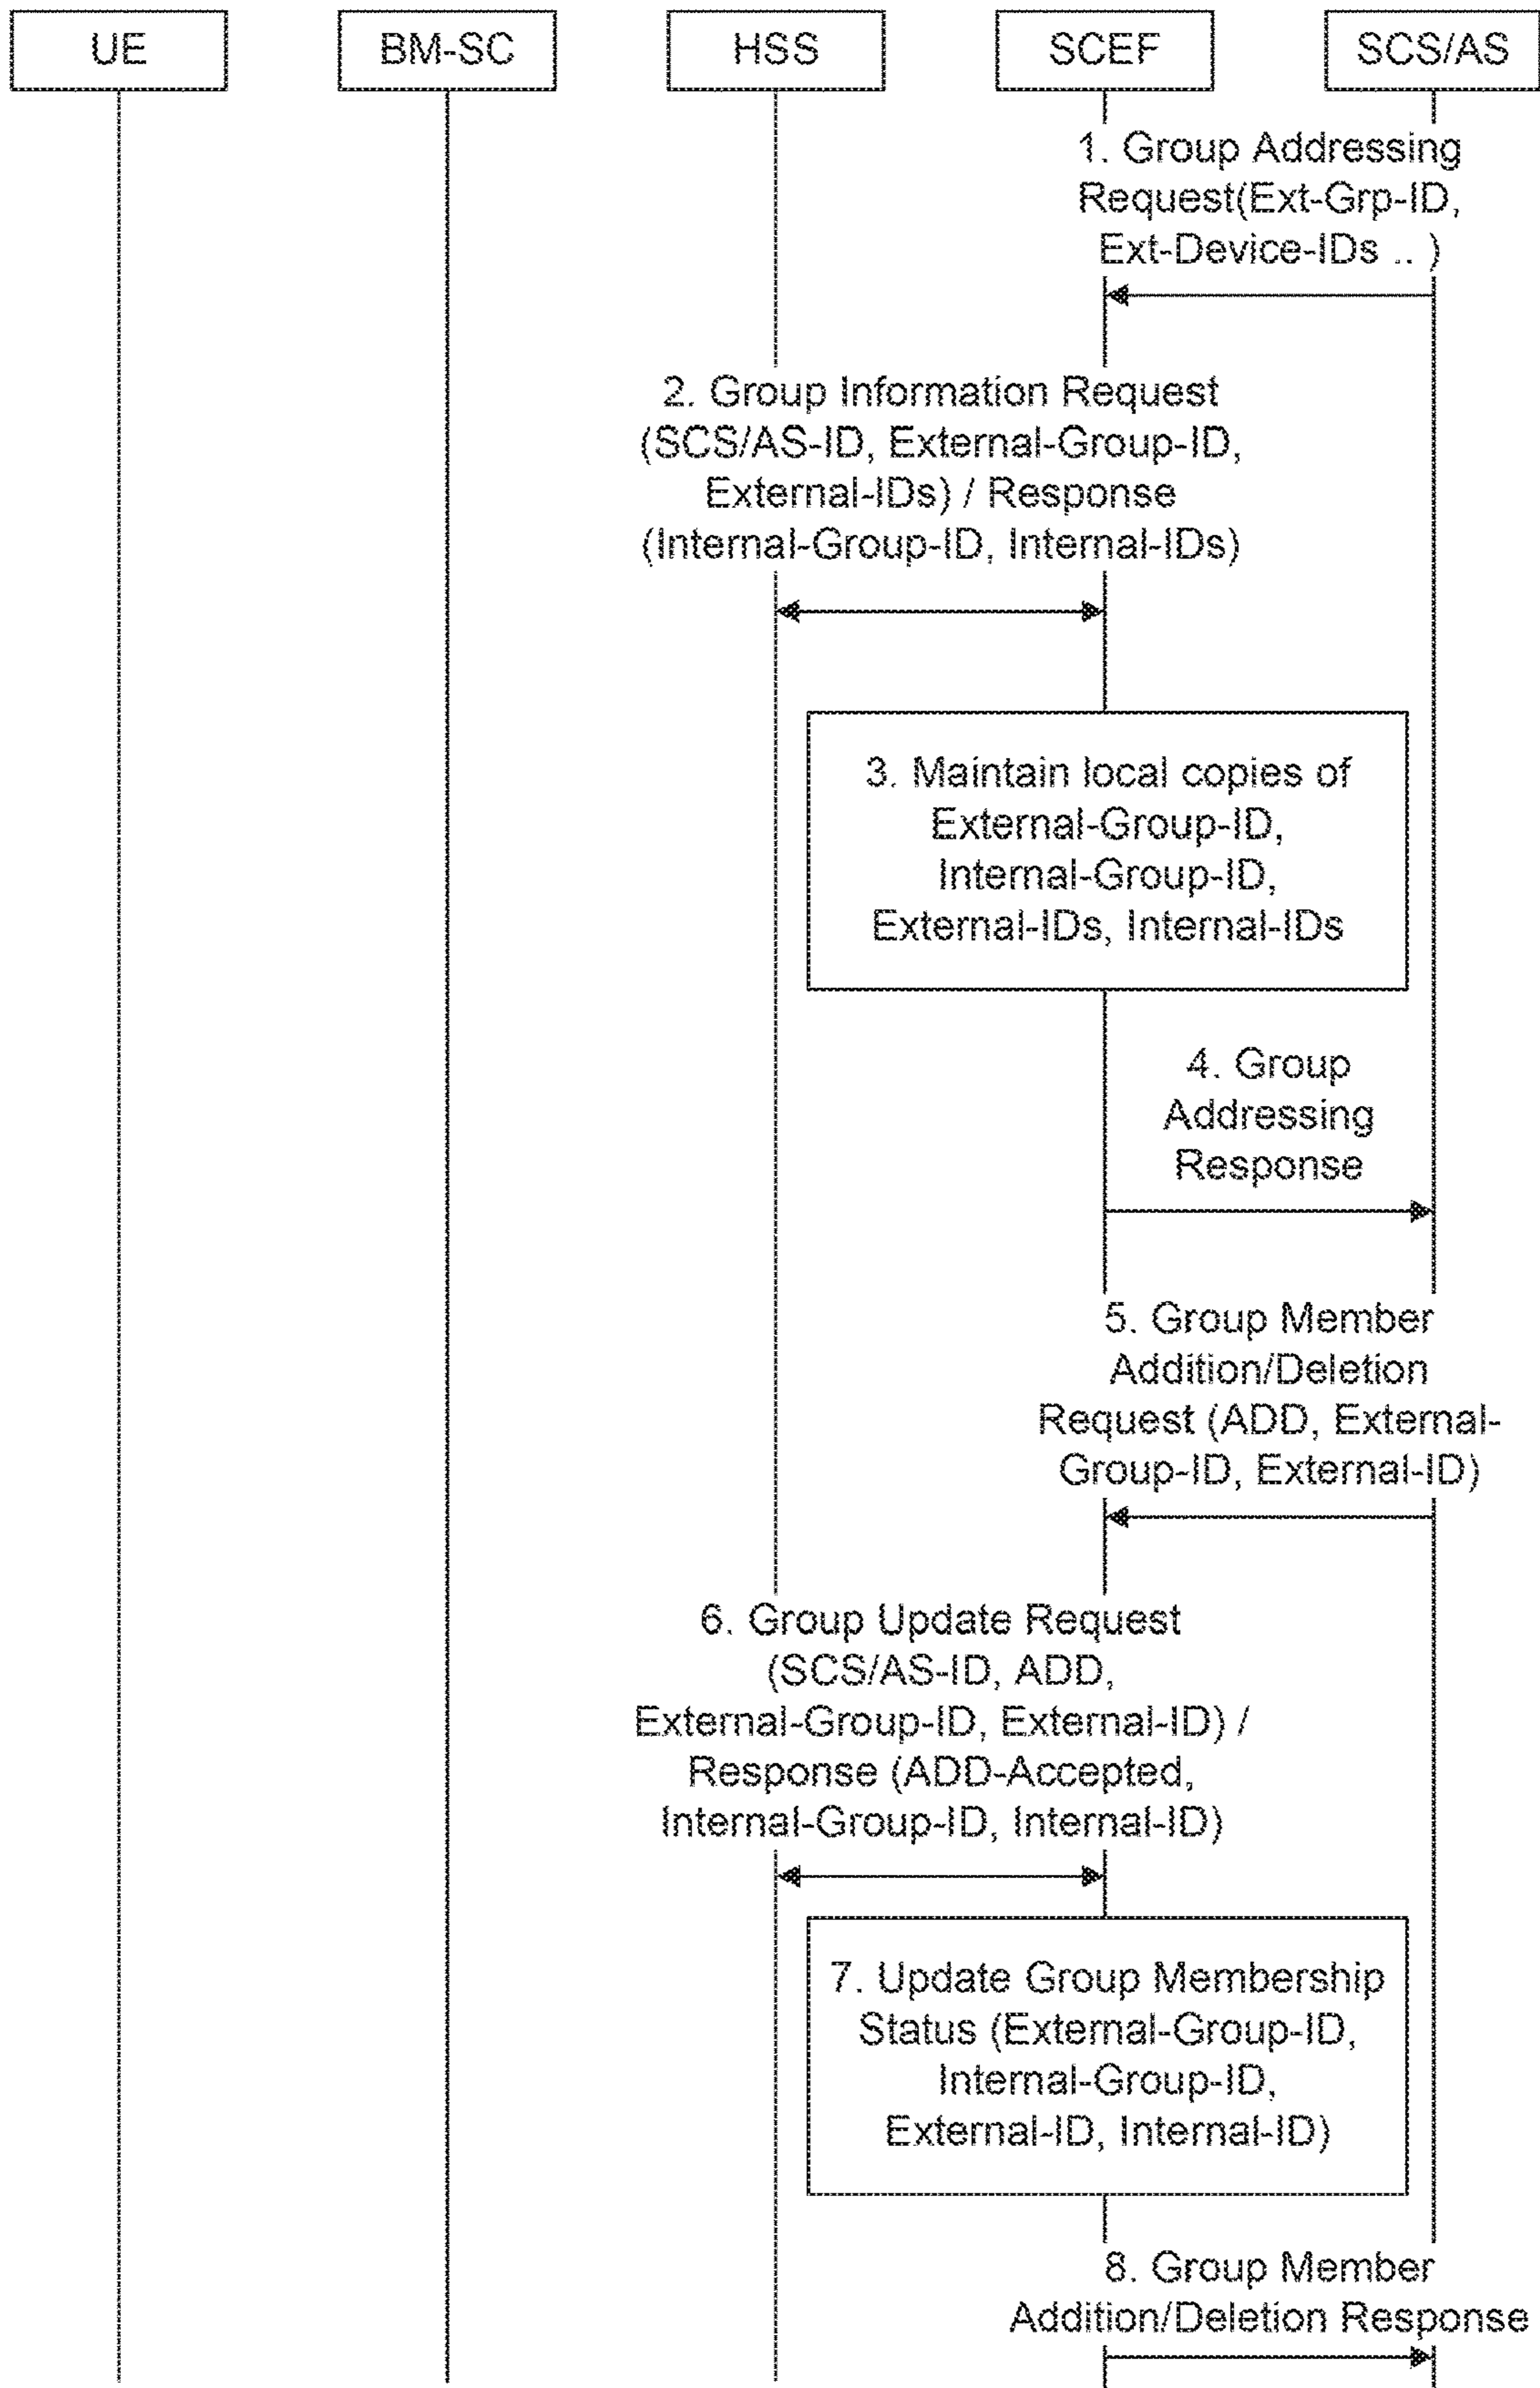 UE
BM-SC
HSS
SCEF
SCS/AS
1. Group Addressing
Request(Ext-Grp-ID,
Ext-Device-IDs .. )
2. Group Information Request
(SCS/AS-ID, External-Group-ID,
External-IDs) / Response
(Internal-Group-ID, Internal-IDs)
3. Maintain local copies of
External-Group-ID,
Internal-Group-ID,
External-IDs, Internal-IDs
4. Group
Addressing
Response
5. Group Member
Addition/Deletion
Request (ADD, External-
Group-ID, External-ID)
6. Group Update Request
(SCS/AS-ID, ADD,
External-Group-ID, External-ID) /
Response (ADD-Accepted,
Internal-Group-ID, Internal-ID)
7. Update Group Membership
Status (External-Group-ID,
Internal-Group-ID,
External-ID, Internal-ID)
8. Group Member
Addition/Deletion Response